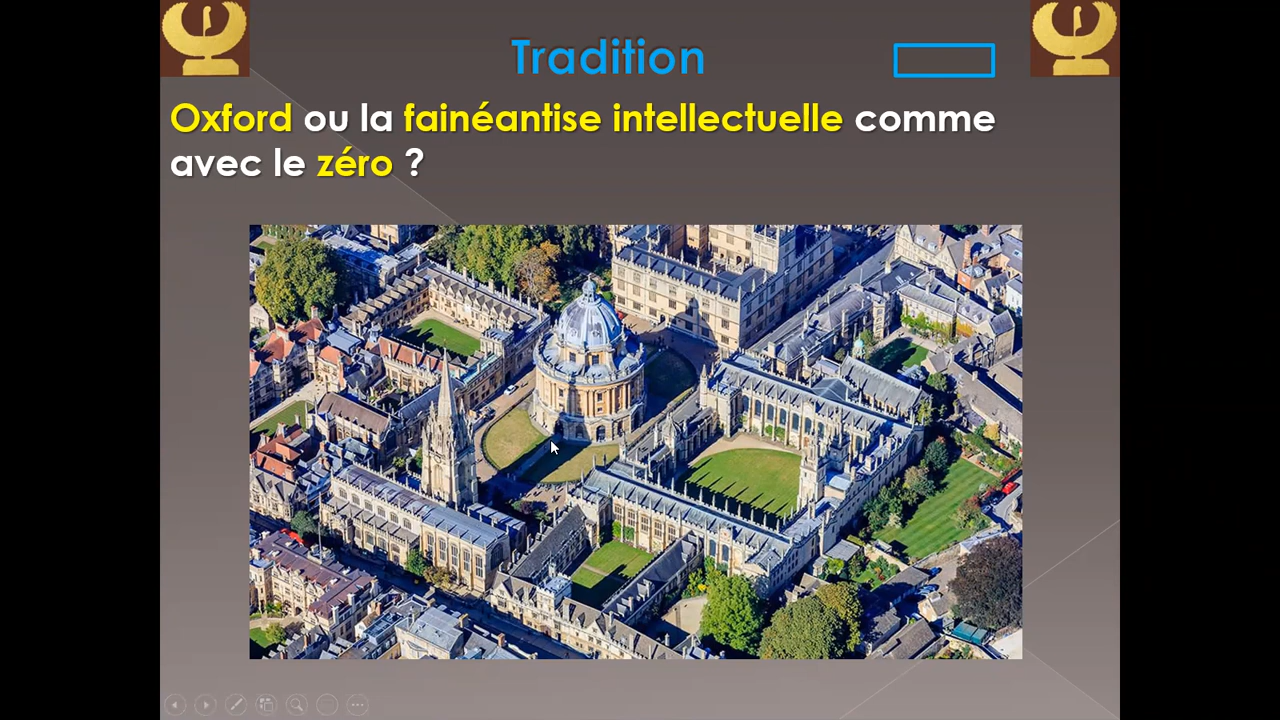 Tradition
Oxford ou la fainéantise intellectuelle comme
avec le zéro ?